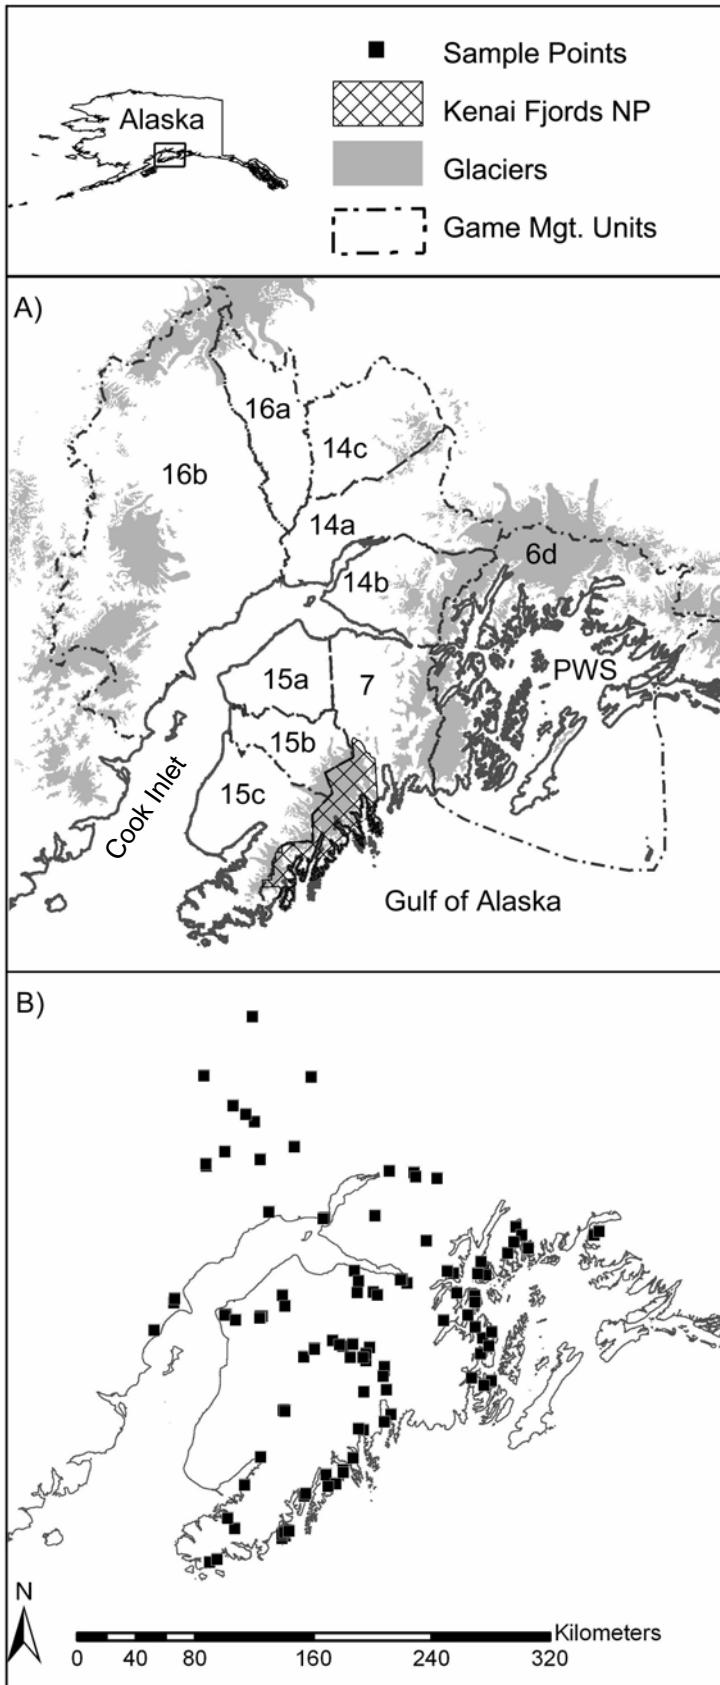 Alaska
Sample Points
Kenai Fjords NP
Glaciers
Game Mgt. Units
A)
16a
14c
16b
14a
6d
14b
PWS
15a
7
15b
15c
Cook Inlet
Gulf of Alaska
B)
N
Kilometers
0 40 80 160 240 320